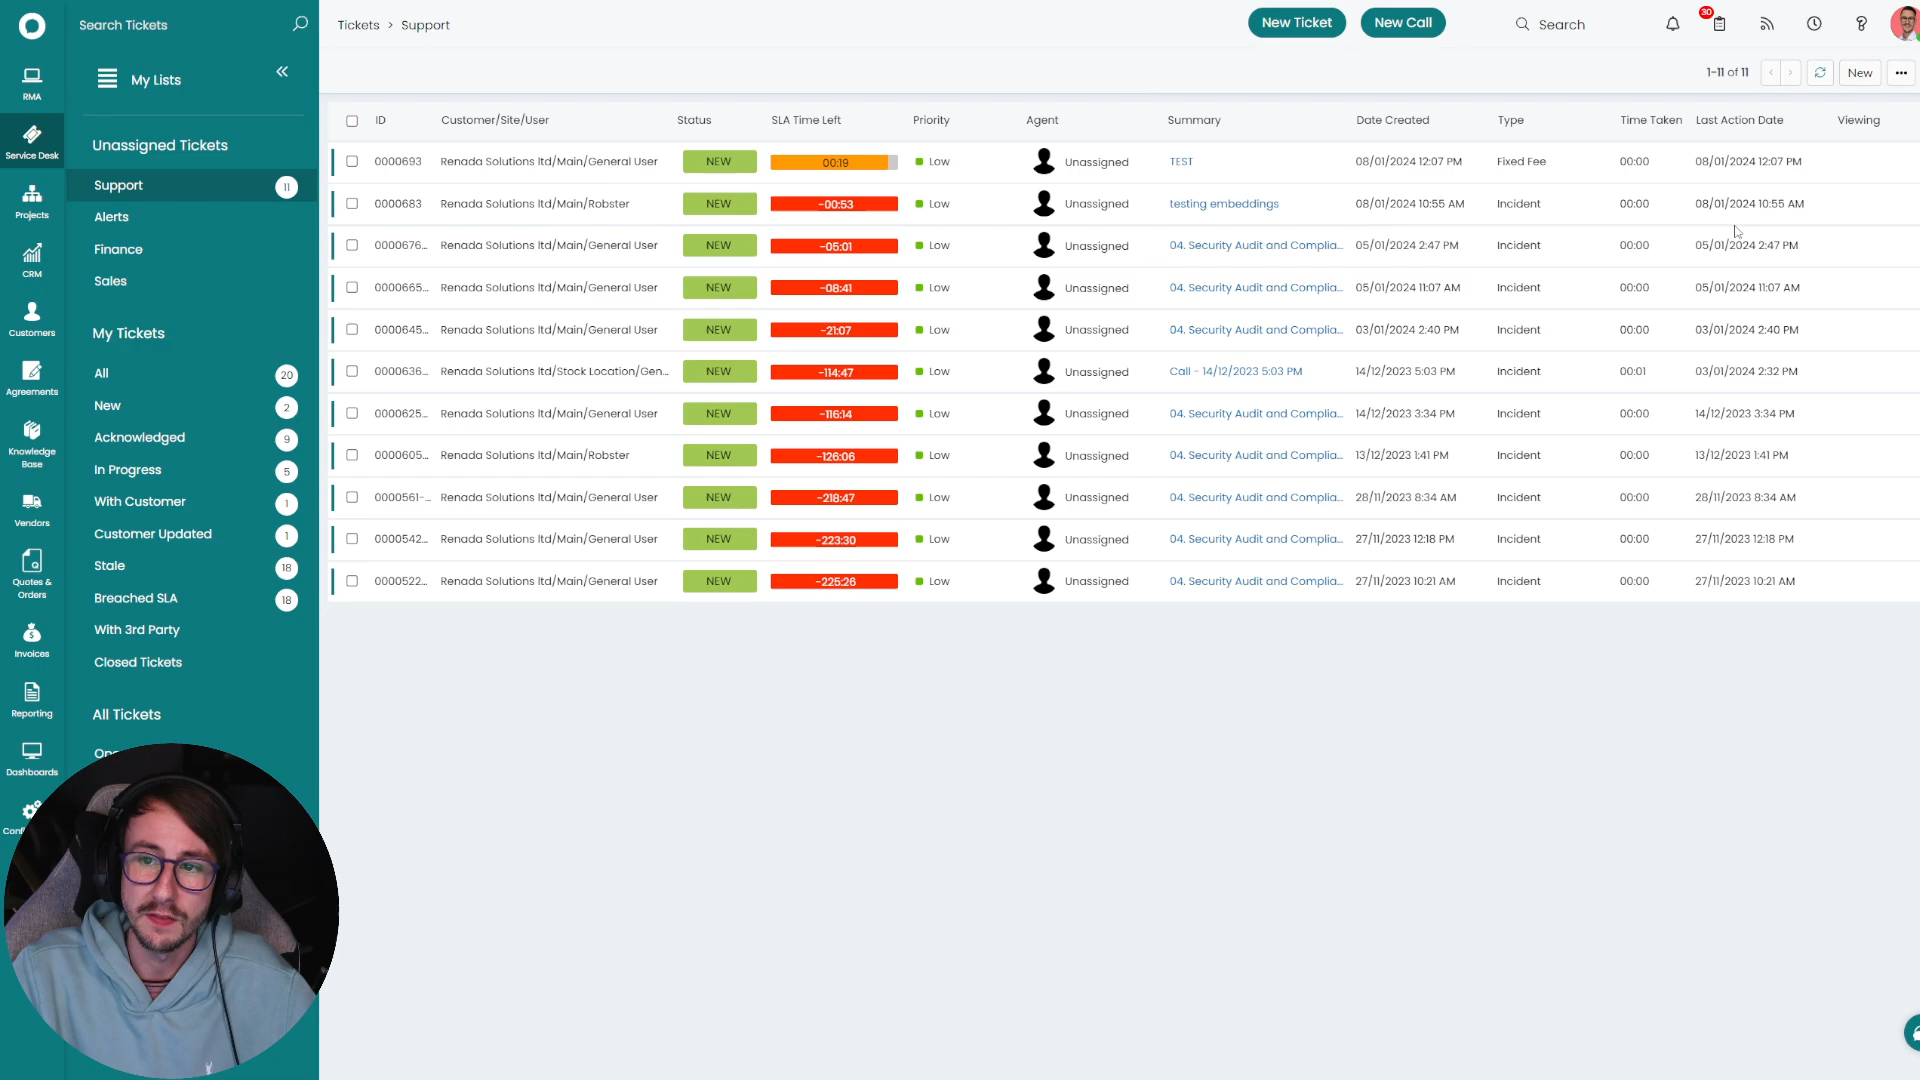 Search Tickets
Tickets > Support
New Ticket
New Call
Search
30
RMA
Service Desk
Projects
CRM
Customers
Agreements
Knowledge
Base
Vendors
Quotes &
Orders
Invoices
Reporting
Dashboards
My Lists
Unassigned Tickets
Support 11
Alerts
Finance
Sales
My Tickets
All 20
New 2
Acknowledged 9
In Progress 5
With Customer 1
Customer Updated 1
Stale 18
Breached SLA 18
With 3rd Party
Closed Tickets
All Tickets
1-11 of 11
New
ID Customer/Site/User Status SLA Time Left Priority Agent Summary Date Created Type Time Taken Last Action Date Viewing
0000693 Renada Solutions ltd/Main/General User NEW 00:19 Low Unassigned TEST 08/01/2024 12:07 PM Fixed Fee 00:00 08/01/2024 12:07 PM
0000683 Renada Solutions ltd/Main/Robster NEW -00:53 Low Unassigned testing embeddings 08/01/2024 10:55 AM Incident 00:00 08/01/2024 10:55 AM
0000676... Renada Solutions ltd/Main/General User NEW -05:01 Low Unassigned 04. Security Audit and Complia... 05/01/2024 2:47 PM Incident 00:00 05/01/2024 2:47 PM
0000665... Renada Solutions ltd/Main/General User NEW -08:41 Low Unassigned 04. Security Audit and Complia... 05/01/2024 11:07 AM Incident 00:00 05/01/2024 11:07 AM
0000645... Renada Solutions ltd/Main/General User NEW -21:07 Low Unassigned 04. Security Audit and Complia... 03/01/2024 2:40 PM Incident 00:00 03/01/2024 2:40 PM
0000636... Renada Solutions ltd/Stock Location/Gen... NEW -114:47 Low Unassigned Call - 14/12/2023 5:03 PM 14/12/2023 5:03 PM Incident 00:01 03/01/2024 2:32 PM
0000625... Renada Solutions ltd/Main/General User NEW -116:14 Low Unassigned 04. Security Audit and Complia... 14/12/2023 3:34 PM Incident 00:00 14/12/2023 3:34 PM
0000605... Renada Solutions ltd/Main/Robster NEW -126:06 Low Unassigned 04. Security Audit and Complia... 13/12/2023 1:41 PM Incident 00:00 13/12/2023 1:41 PM
0000561-... Renada Solutions ltd/Main/General User NEW -218:47 Low Unassigned 04. Security Audit and Complia... 28/11/2023 8:34 AM Incident 00:00 28/11/2023 8:34 AM
0000542... Renada Solutions ltd/Main/General User NEW -223:30 Low Unassigned 04. Security Audit and Complia... 27/11/2023 12:18 PM Incident 00:00 27/11/2023 12:18 PM
0000522... Renada Solutions ltd/Main/General User NEW -225:26 Low Unassigned 04. Security Audit and Complia... 27/11/2023 10:21 AM Incident 00:00 27/11/2023 10:21 AM